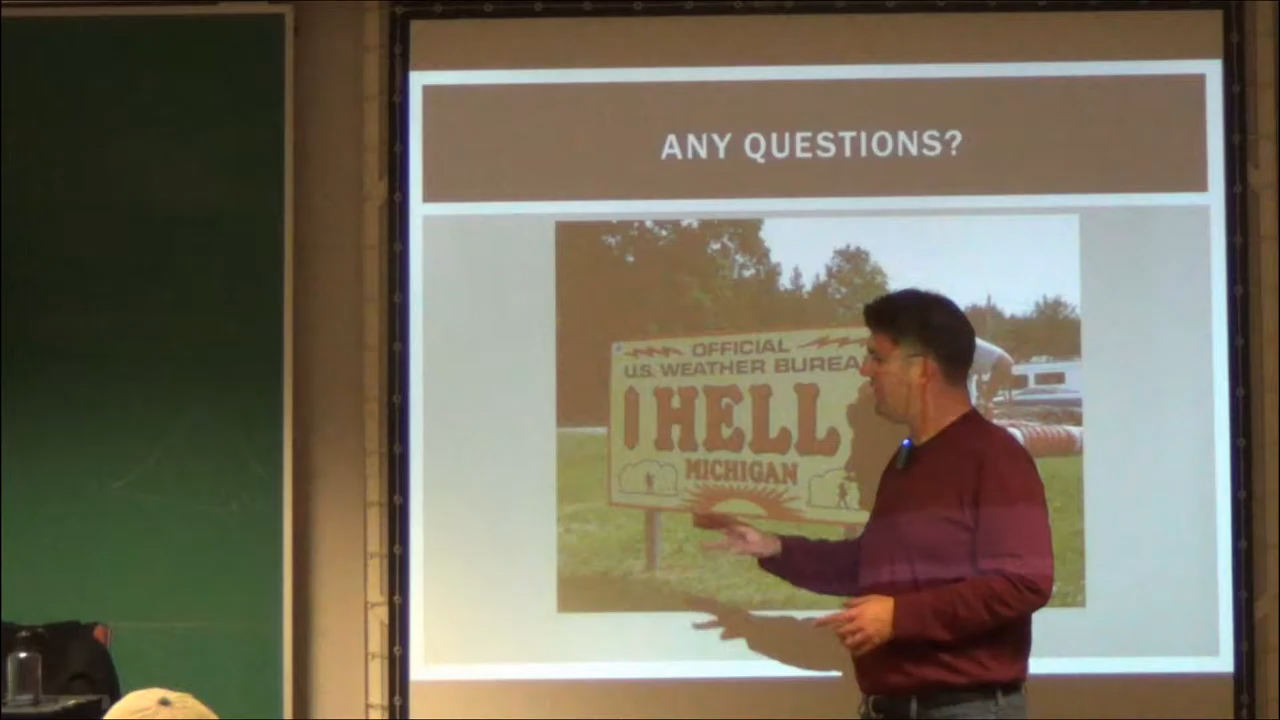 ANY QUESTIONS?
OFFICIAL
U.S. WEATHER BUREA
HELL
MICHIGAN